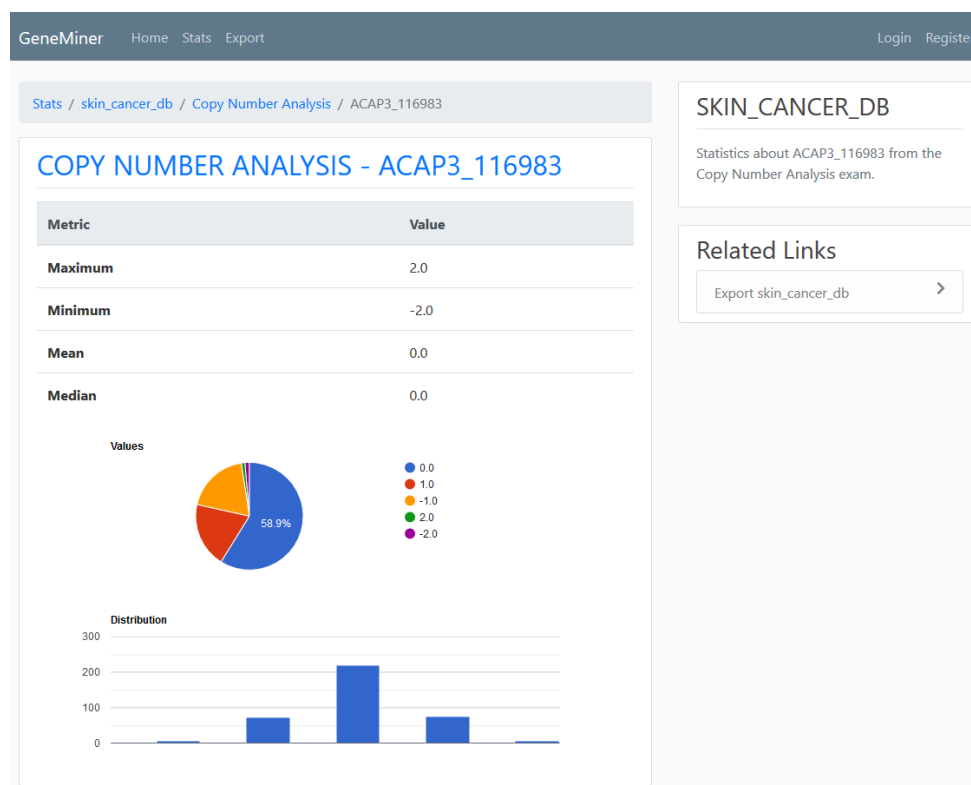 GeneMiner Home Stats Export Login Registe
Stats / skin_cancer_db / Copy Number Analysis / ACAP3_116983
COPY NUMBER ANALYSIS - ACAP3_116983
Metric Value
Maximum 2.0
Minimum -2.0
Mean 0.0
Median 0.0
Values
58.9%
0.0
1.0
-1.0
2.0
-2.0
Distribution
300
200
100
0
SKIN_CANCER_DB
Statistics about ACAP3_116983 from the
Copy Number Analysis exam.
Related Links
Export skin_cancer_db